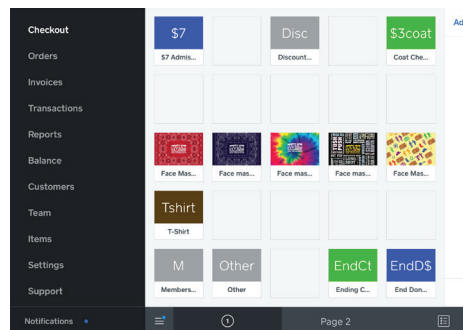 Checkout
Orders
Invoices
Transactions
Reports
Balance
Customers
Team
Items
Settings
Support
Notifications
$7
Disc
$3coat
Ad
$7 Admis...
Discount...
Coat Che...
Face Mas...
Face mas...
Face mas...
Face mas...
Face Mas...
Tshirt
T-Shirt
M
Other
EndCt
EndD$
Members...
Other
Ending C...
End Don...
1
Page 2